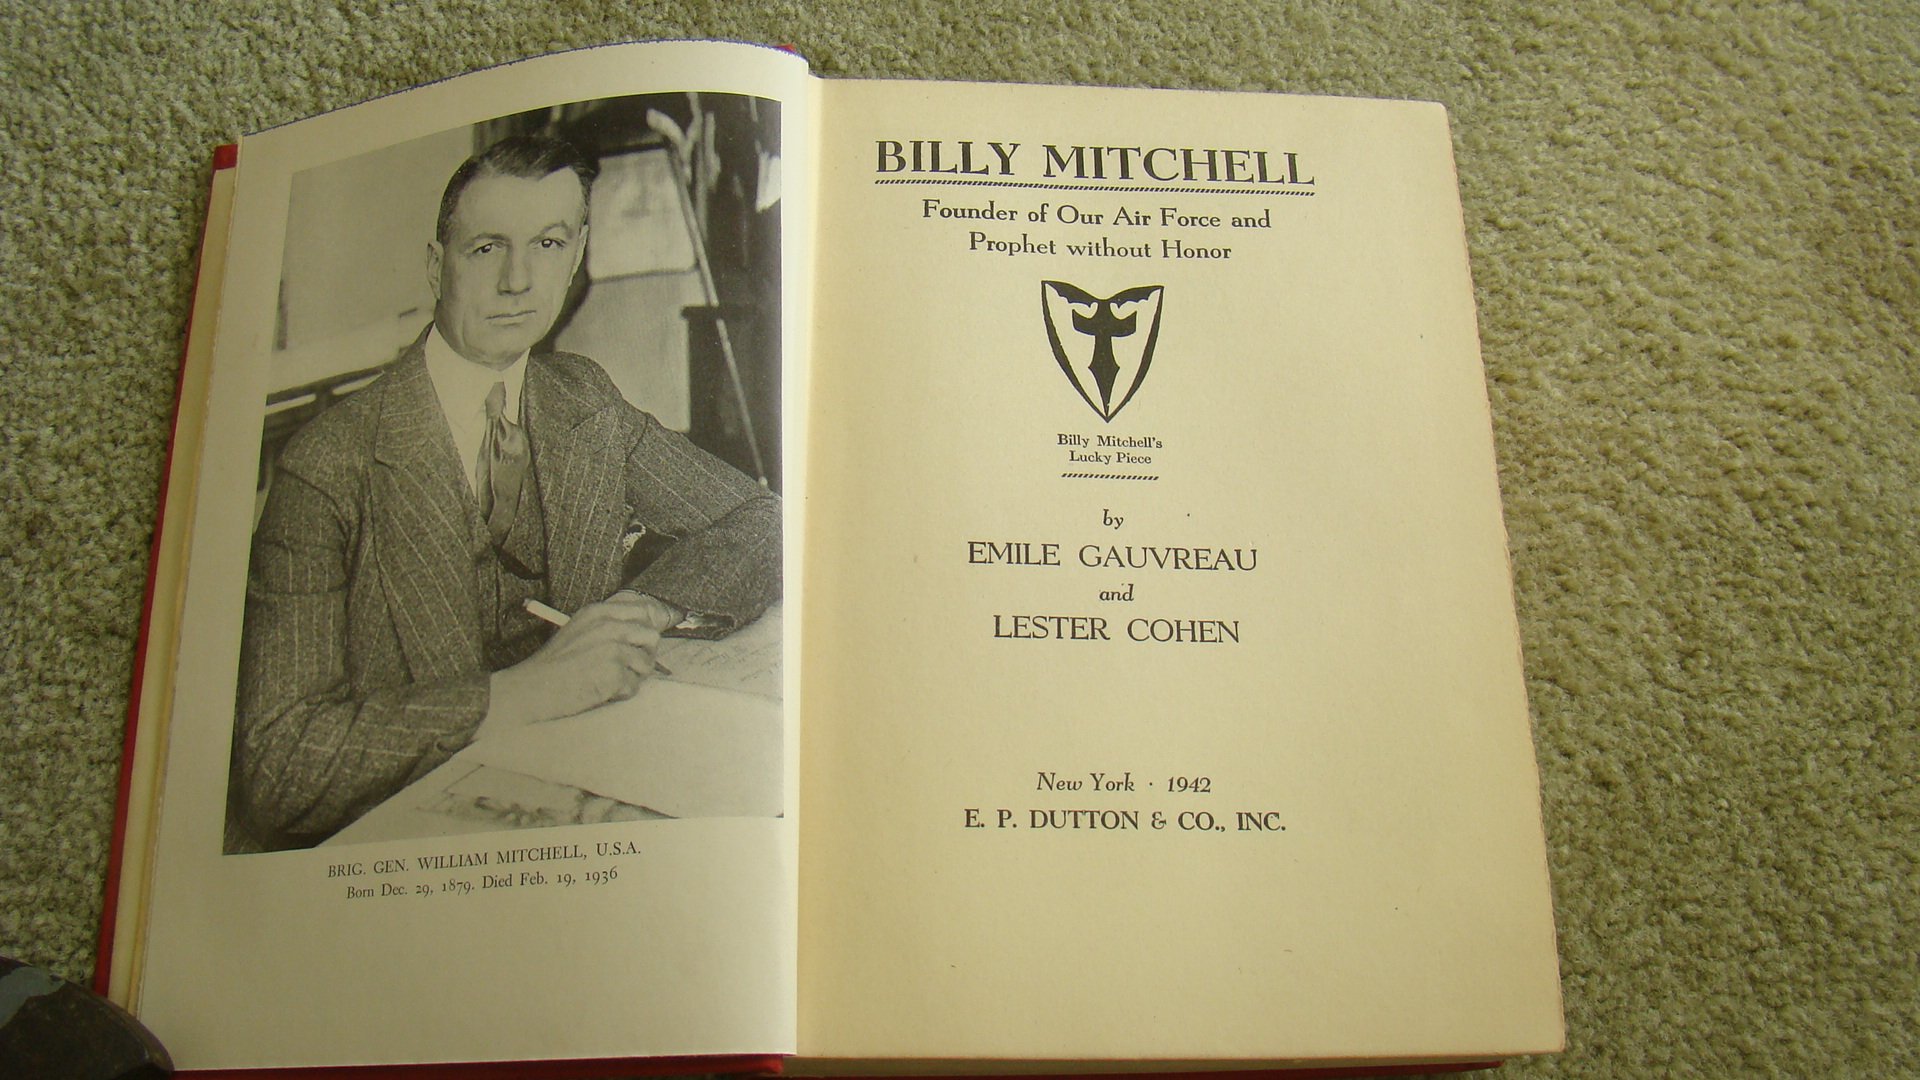 BRIG. GEN. WILLIAM MITCHELL, U.S.A.
Born Dec. 29, 1879. Died Feb. 19, 1936
BILLY MITCHELL
Founder of Our Air Force and
Prophet without Honor
Billy Mitchell's
Lucky Piece
by
EMILE GAUVREAU
and
LESTER COHEN
New York · 1942
E. P. DUTTON & CO., INC.